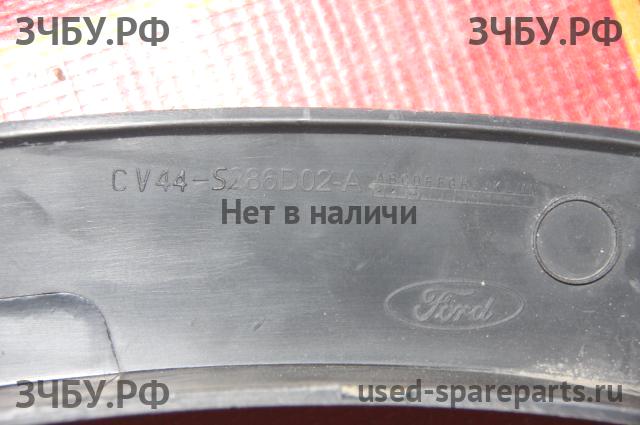 ЗЧБУ.РФ ЗЧБУ.РФ
CV44-S286D02-A
Нет в наличи
Ford
ЗЧБУ.РФ used-spareparts.ru